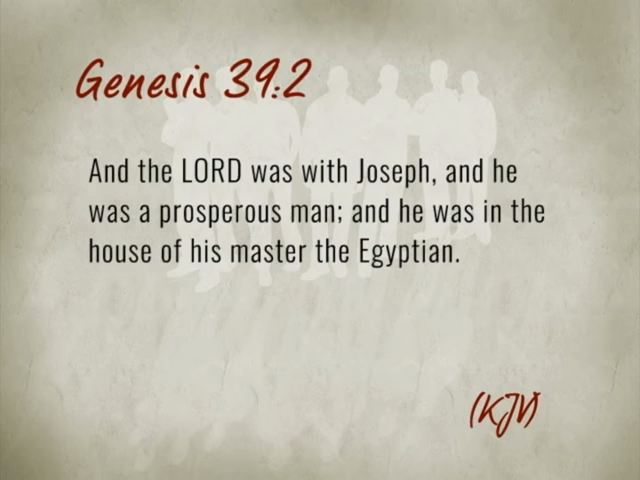 Genesis 39:2
And the LORD was with Joseph, and he
was a prosperous man; and he was in the
house of his master the Egyptian.
(KJV)